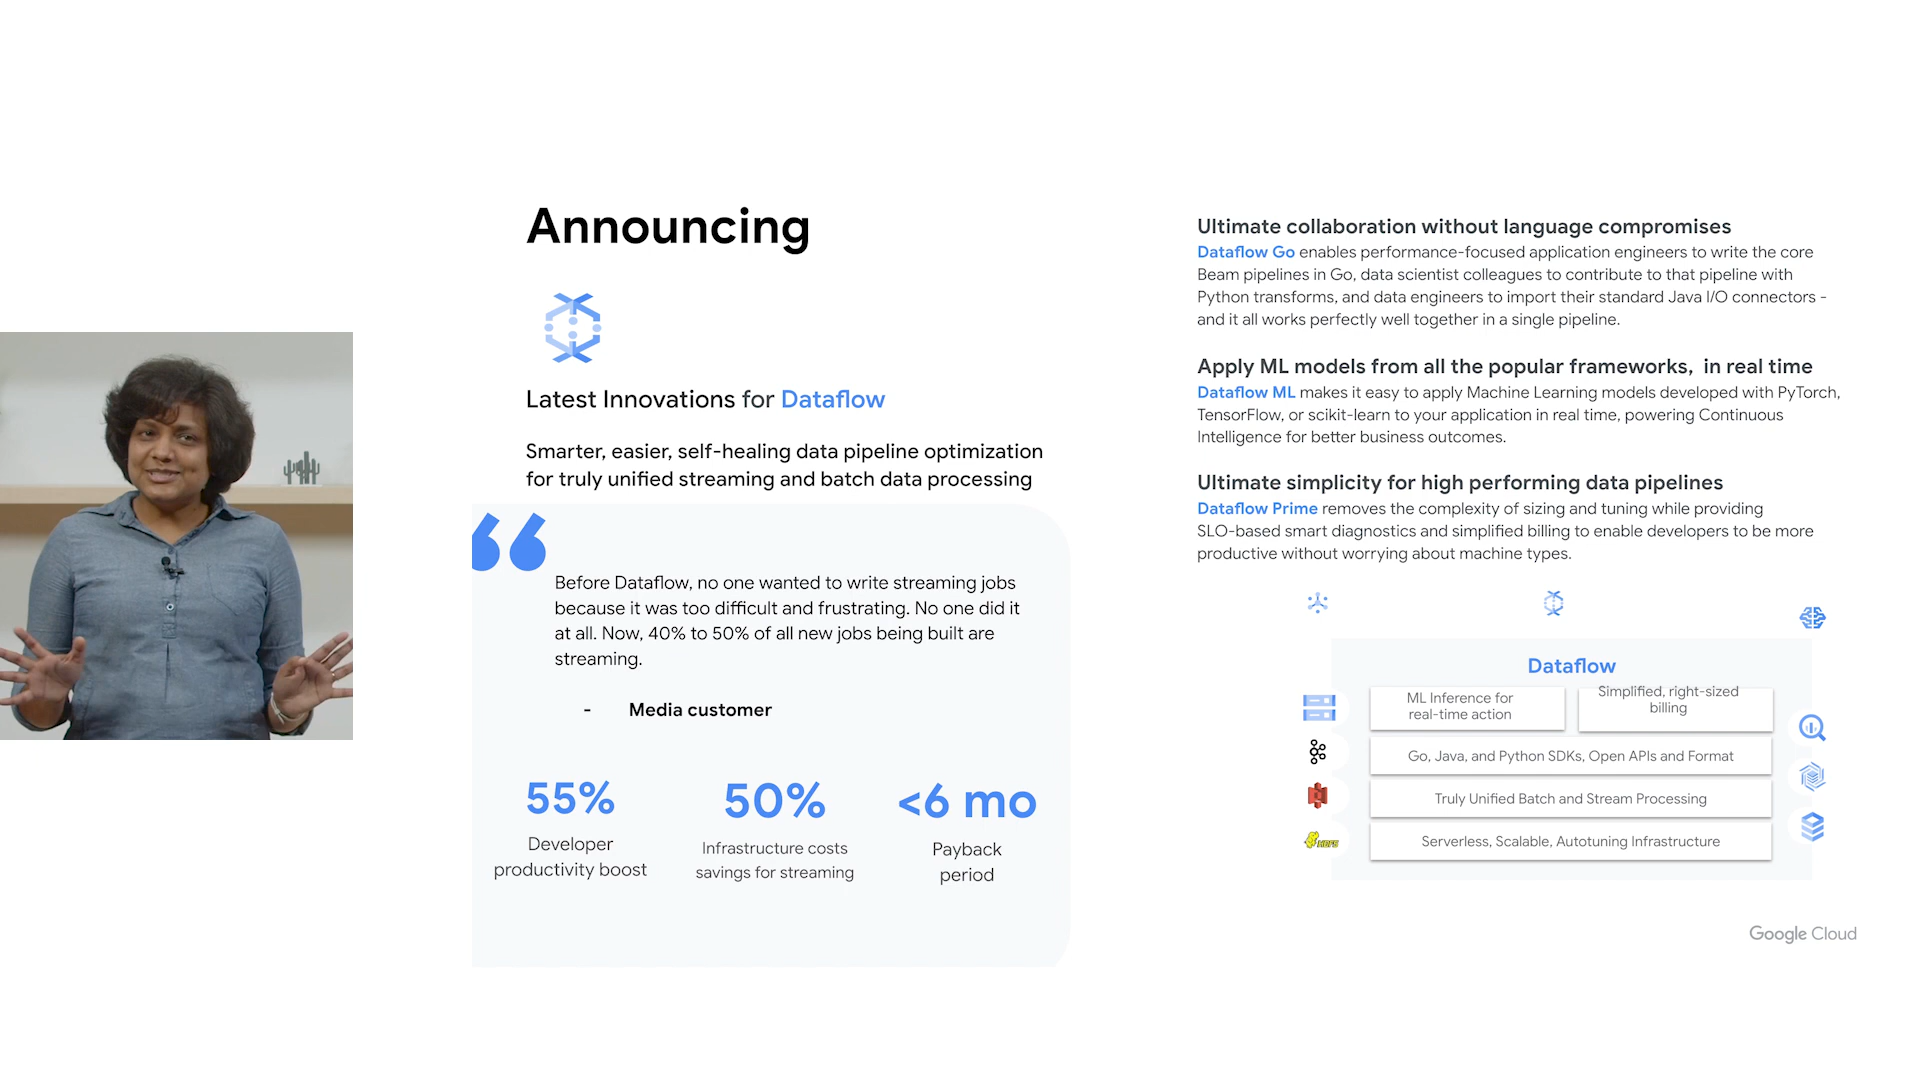 Announcing
Latest Innovations for Dataflow
Smarter, easier, self-healing data pipeline optimization
for truly unified streaming and batch data processing
“
Before Dataflow, no one wanted to write streaming jobs
because it was too difficult and frustrating. No one did it
at all. Now, 40% to 50% of all new jobs being built are
streaming.
- Media customer
55%
Developer
productivity boost
50%
Infrastructure costs
savings for streaming
<6 mo
Payback
period
Ultimate collaboration without language compromises
Dataflow Go enables performance-focused application engineers to write the core
Beam pipelines in Go, data scientist colleagues to contribute to that pipeline with
Python transforms, and data engineers to import their standard Java I/O connectors -
and it all works perfectly well together in a single pipeline.
Apply ML models from all the popular frameworks, in real time
Dataflow ML makes it easy to apply Machine Learning models developed with PyTorch,
TensorFlow, or scikit-learn to your application in real time, powering Continuous
Intelligence for better business outcomes.
Ultimate simplicity for high performing data pipelines
Dataflow Prime removes the complexity of sizing and tuning while providing
SLO-based smart diagnostics and simplified billing to enable developers to be more
productive without worrying about machine types.
Dataflow
ML Inference for
real-time action
Simplified, right-sized
billing
Go, Java, and Python SDKs, Open APIs and Format
Truly Unified Batch and Stream Processing
Serverless, Scalable, Autotuning Infrastructure
HDFS
Google Cloud